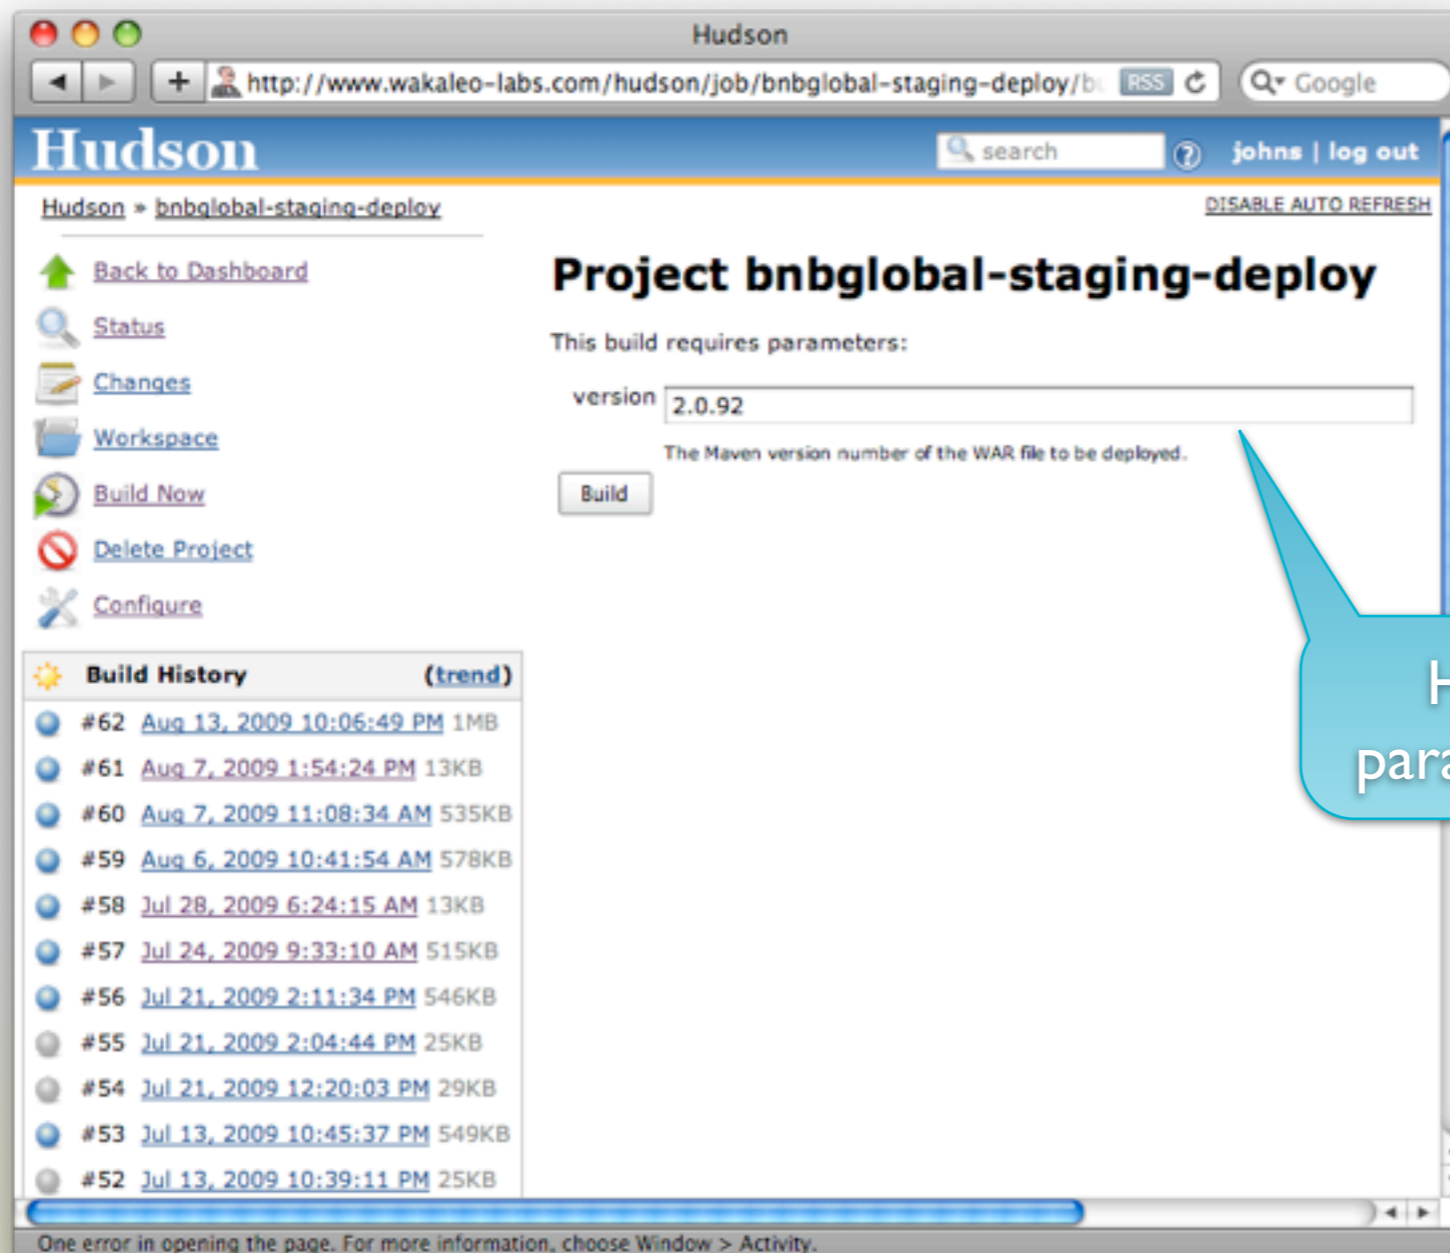 Hudson
http://www.wakaleo-labs.com/hudson/job/bnbglobal-staging-deploy/b RSS Google
Hudson search johns | log out
Hudson » bnbglobal-staging-deploy DISABLE AUTO REFRESH
Back to Dashboard
Status
Changes
Workspace
Build Now
Delete Project
Configure
Project bnbglobal-staging-deploy
This build requires parameters:
version 2.0.92
The Maven version number of the WAR file to be deployed.
Build
H
para
Build History (trend)
#62 Aug 13, 2009 10:06:49 PM 1MB
#61 Aug 7, 2009 1:54:24 PM 13KB
#60 Aug 7, 2009 11:08:34 AM 535KB
#59 Aug 6, 2009 10:41:54 AM 578KB
#58 Jul 28, 2009 6:24:15 AM 13KB
#57 Jul 24, 2009 9:33:10 AM 515KB
#56 Jul 21, 2009 2:11:34 PM 546KB
#55 Jul 21, 2009 2:04:44 PM 25KB
#54 Jul 21, 2009 12:20:03 PM 29KB
#53 Jul 13, 2009 10:45:37 PM 549KB
#52 Jul 13, 2009 10:39:11 PM 25KB
One error in opening the page. For more information, choose Window > Activity.